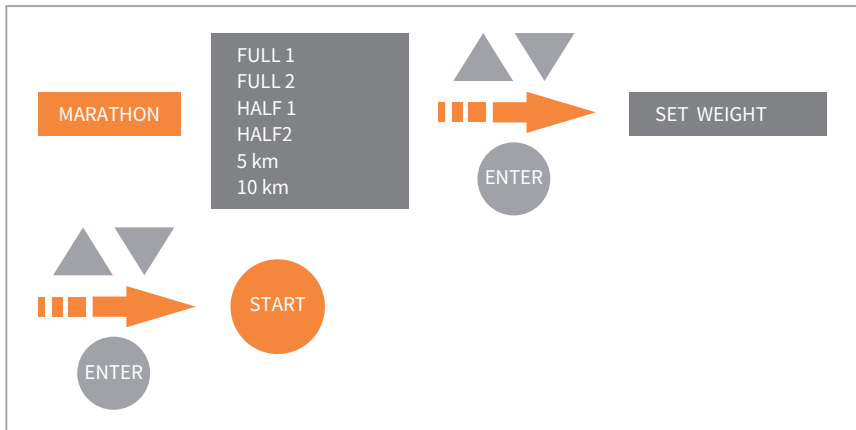 MARATHON
FULL 1
FULL 2
HALF 1
HALF2
5 km
10 km
ENTER
SET WEIGHT
ENTER
START